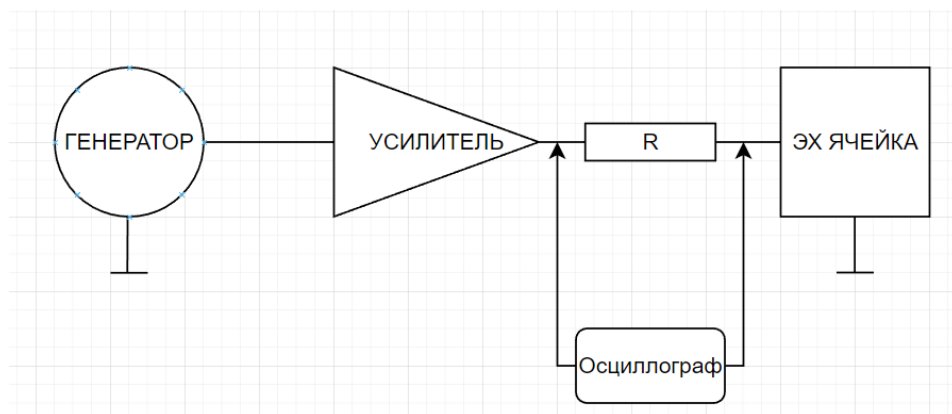 ГЕНЕРАТОР
УСИЛИТЕЛЬ
R
ЭХ ЯЧЕЙКА
Осциллограф